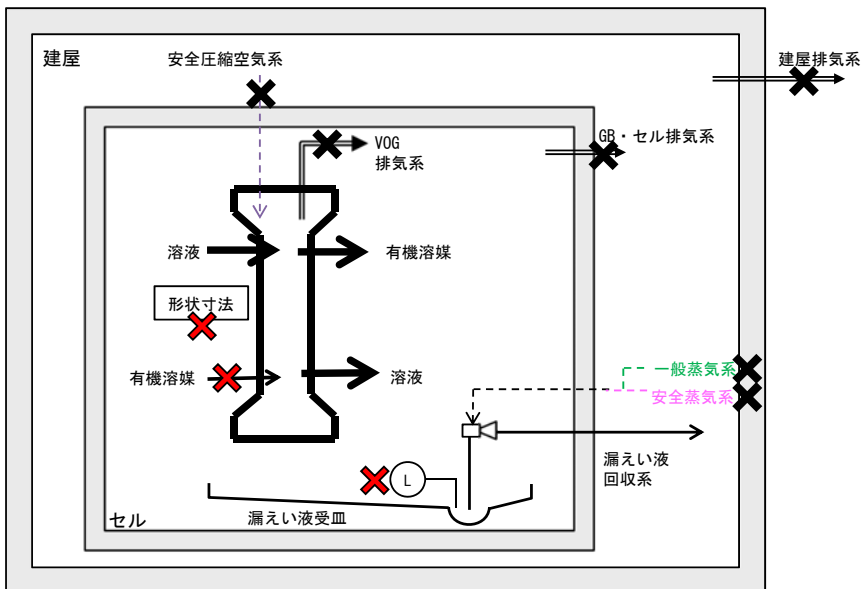 建屋
安全圧縮空気系
建屋排気系
VOG
排気系
GB・セル排気系
溶液
有機溶媒
形状寸法
有機溶媒
溶液
一般蒸気系
安全蒸気系
漏えい液
回収系
L
漏えい液受皿
セル